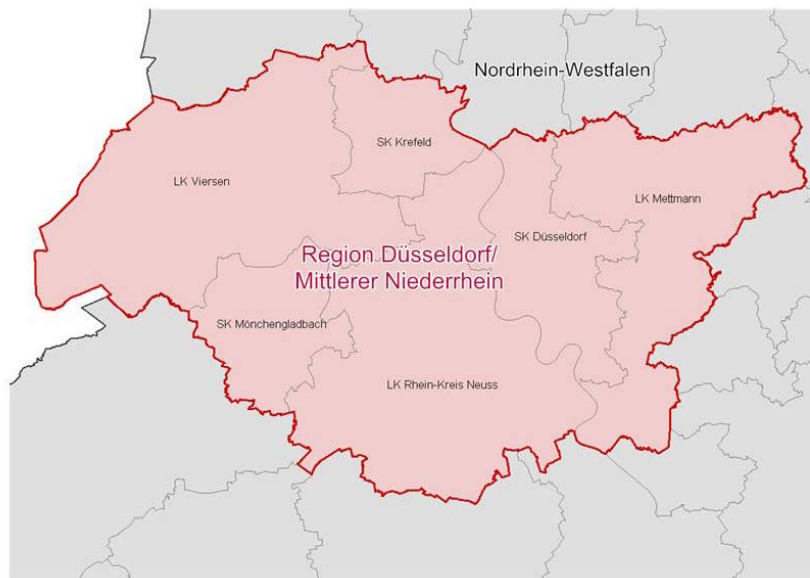 Nordrhein-Westfalen
SK Krefeld
LK Viersen
LK Mettmann
SK Düsseldorf
Region Düsseldorf/
Mittlerer Niederrhein
SK Mönchengladbach
LK Rhein-Kreis Neuss